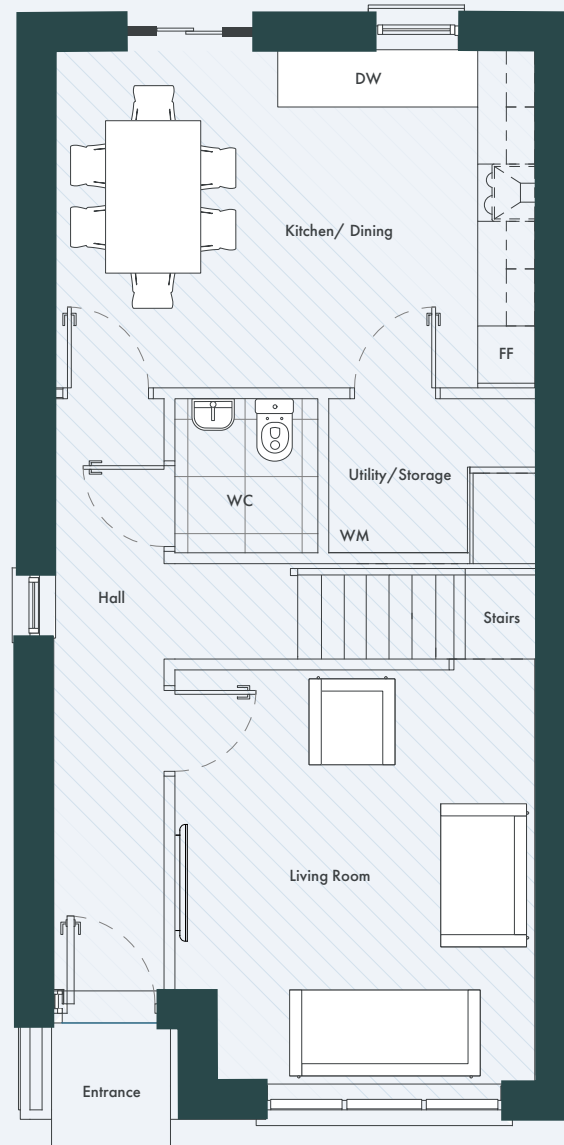 DW
Kitchen/ Dining
FF
Utility/Storage
WC
WM
Hall
Stairs
Living Room
Entrance